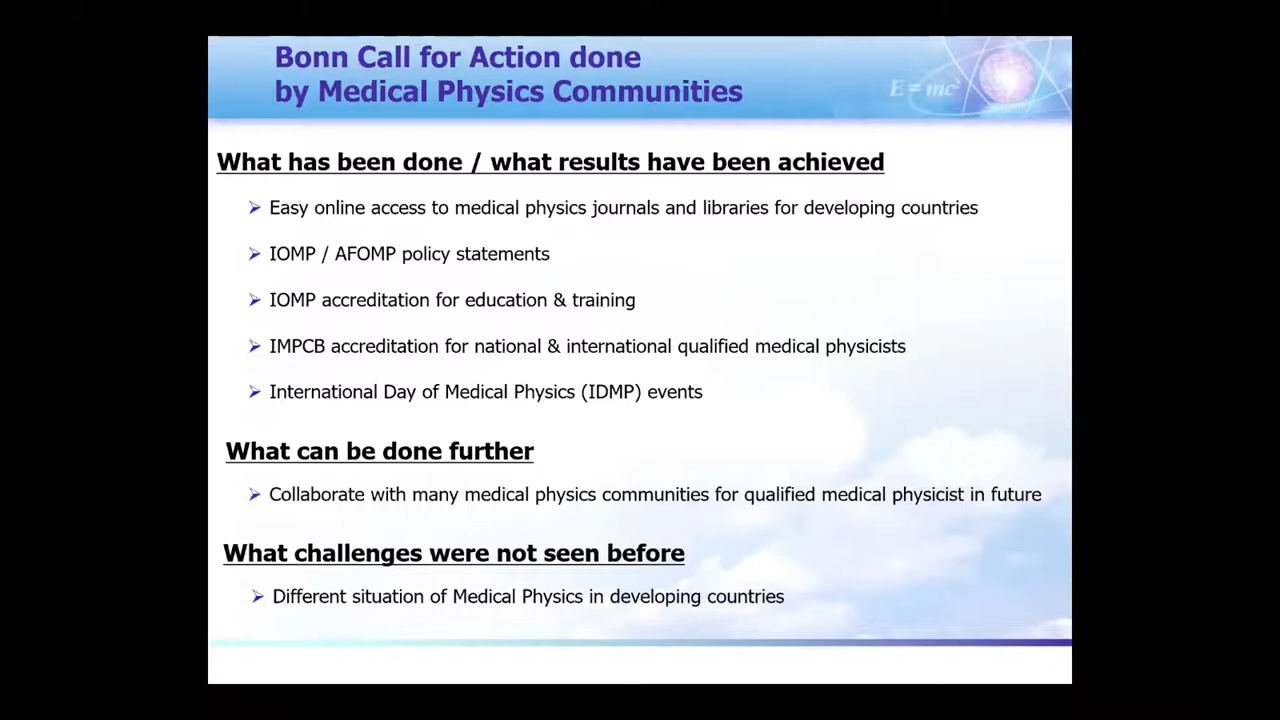 Bonn Call for Action done
by Medical Physics Communities
E=mc²
What has been done / what results have been achieved
Easy online access to medical physics journals and libraries for developing countries
IOMP / AFOMP policy statements
IOMP accreditation for education & training
IMPCB accreditation for national & international qualified medical physicists
International Day of Medical Physics (IDMP) events
What can be done further
Collaborate with many medical physics communities for qualified medical physicist in future
What challenges were not seen before
Different situation of Medical Physics in developing countries